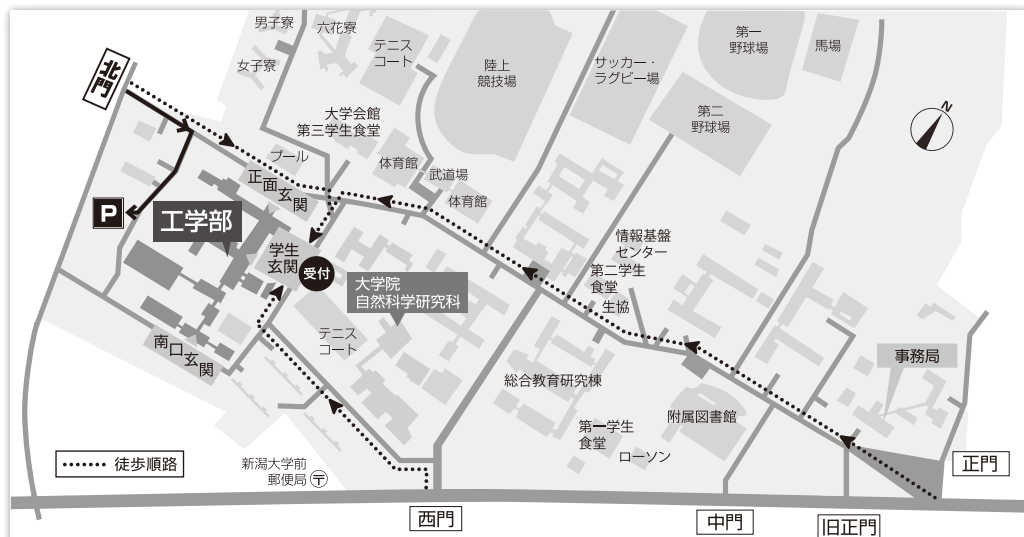 男子寮
六花寮
女子寮
テニス
コート
陸上
競技場
サッカー・
ラグビー場
第一
野球場
馬場
第二
野球場
北門
大学会館
第三学生食堂
プール
体育館
武道場
体育館
正面玄関
N
P
工学部
学生
玄関
受付
大学院
自然科学研究科
情報基盤
センター
第二学生
食堂
生協
テニス
コート
南口玄関
事務局
総合教育研究棟
附属図書館
第一学生
食堂
ローソン
徒歩順路
新潟大学前
郵便局
〒
正門
西門
中門
旧正門